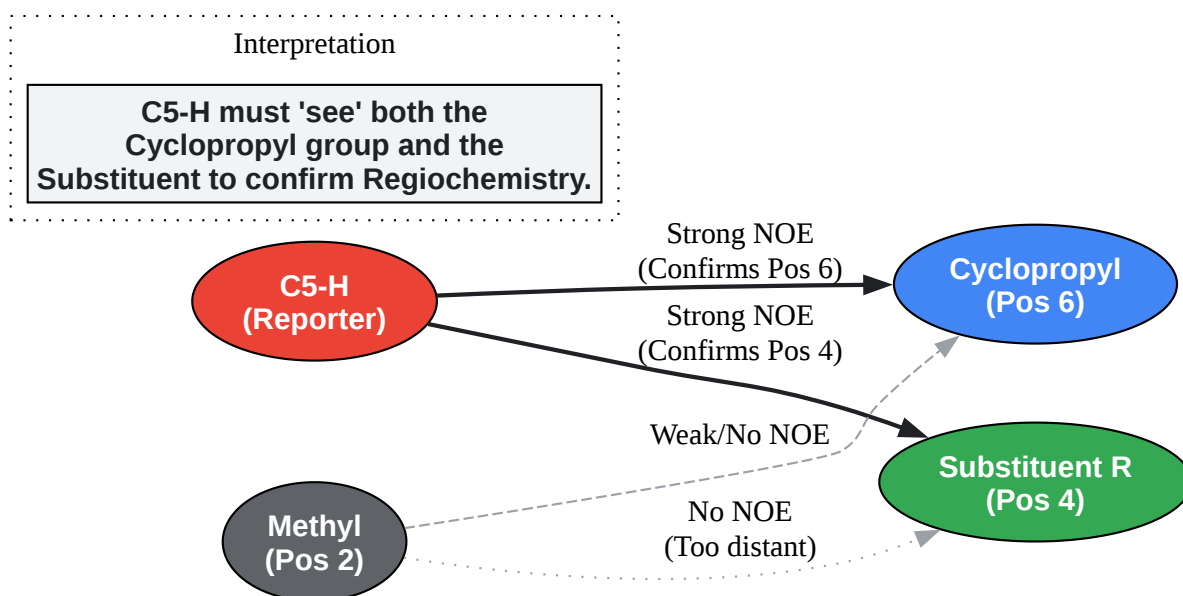 Interpretation
C5-H must 'see' both the
Cyclopropyl group and the
Substituent to confirm Regiochemistry.
Strong NOE
(Confirms Pos 6)
C5-H
(Reporter)
Cyclopropyl
(Pos 6)
Strong NOE
(Confirms Pos 4)
Weak/No NOE
Substituent R
(Pos 4)
No NOE
(Too distant)
Methyl
(Pos 2)